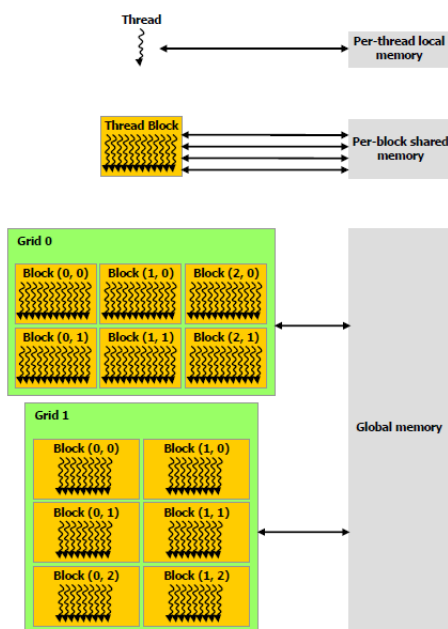 Thread
Per-thread local
memory
Thread Block
Per-block shared
memory
Grid 0
Block (0, 0) Block (1, 0) Block (2, 0)
Block (0, 1) Block (1, 1) Block (2, 1)
Grid 1
Block (0, 0) Block (1, 0)
Global memory
Block (0, 1) Block (1, 1)
Block (0, 2) Block (1, 2)